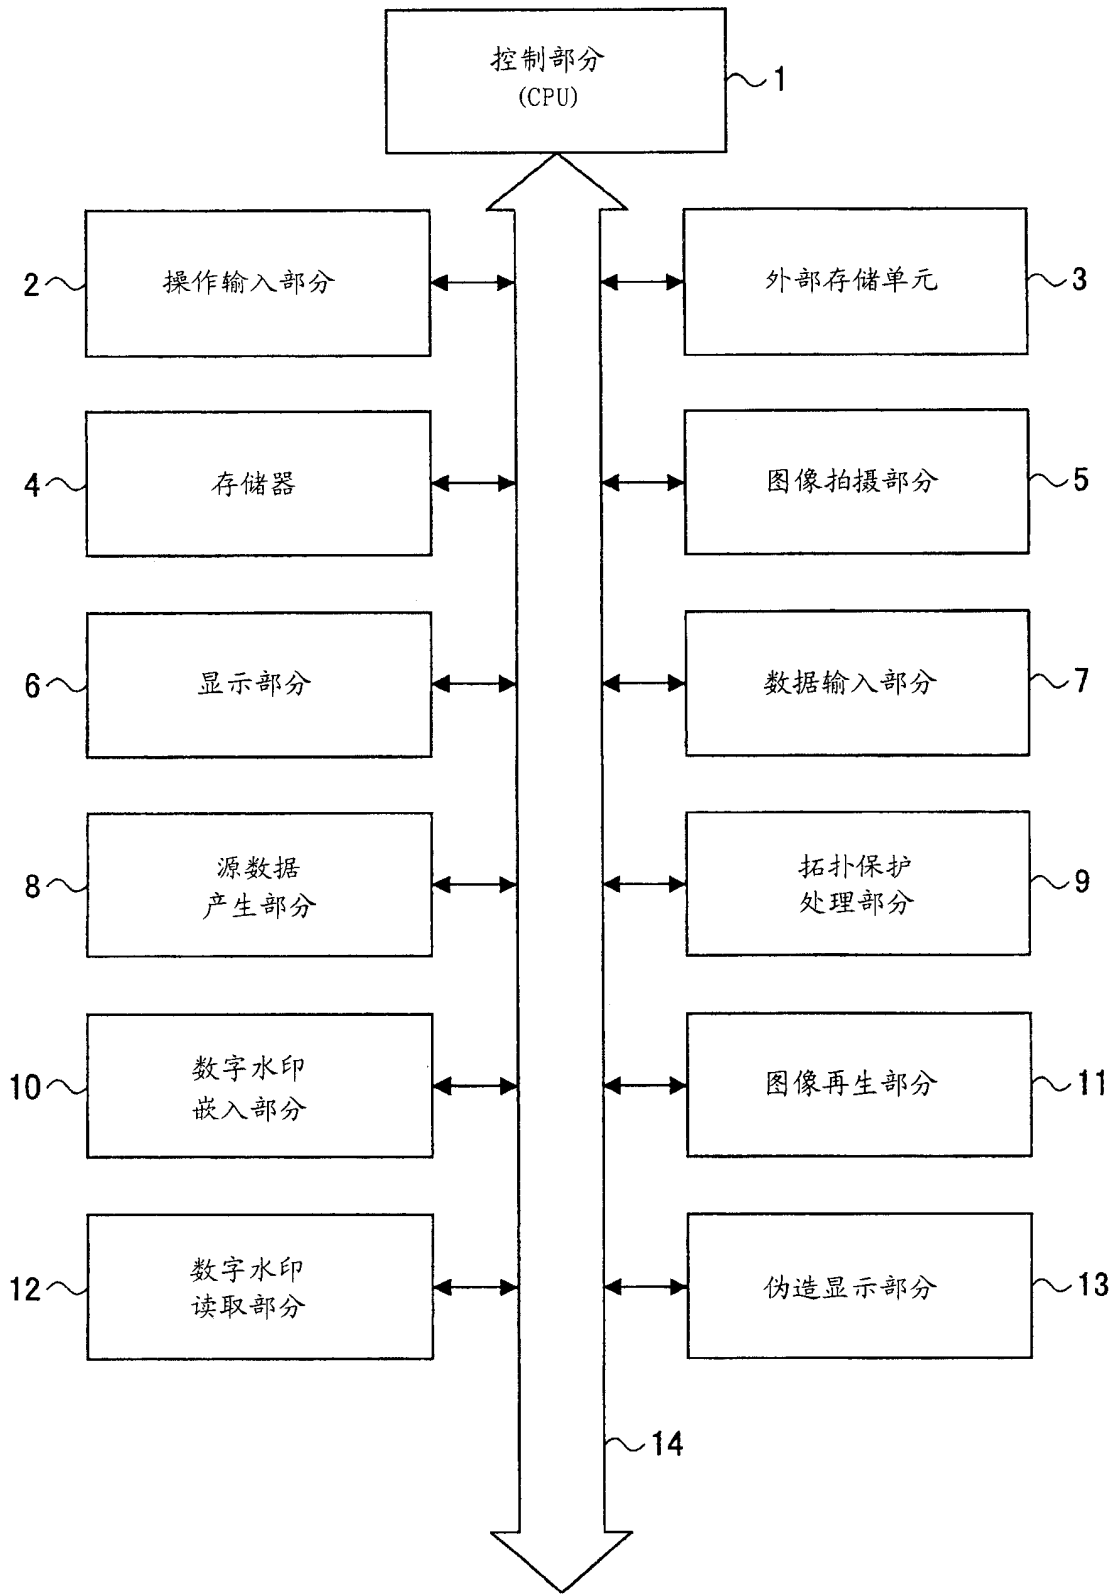 控制部分
(CPU)
1
2
操作输入部分
外部存储单元
3
4
存储器
图像拍摄部分
5
6
显示部分
数据输入部分
7
8
源数据
产生部分
拓扑保护
处理部分
9
10
数字水印
嵌入部分
图像再生部分
11
12
数字水印
读取部分
伪造显示部分
13
14